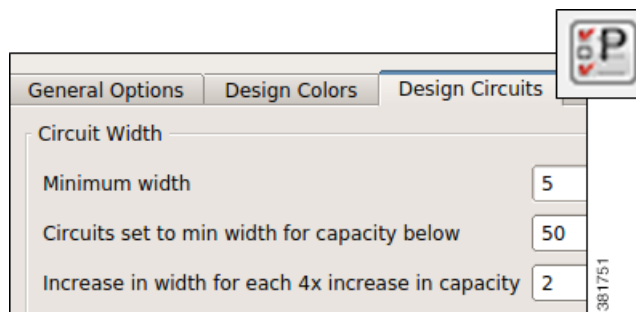 P
General Options Design Colors Design Circuits
Circuit Width
Minimum width 5
Circuits set to min width for capacity below 50
Increase in width for each 4x increase in capacity 2
381751